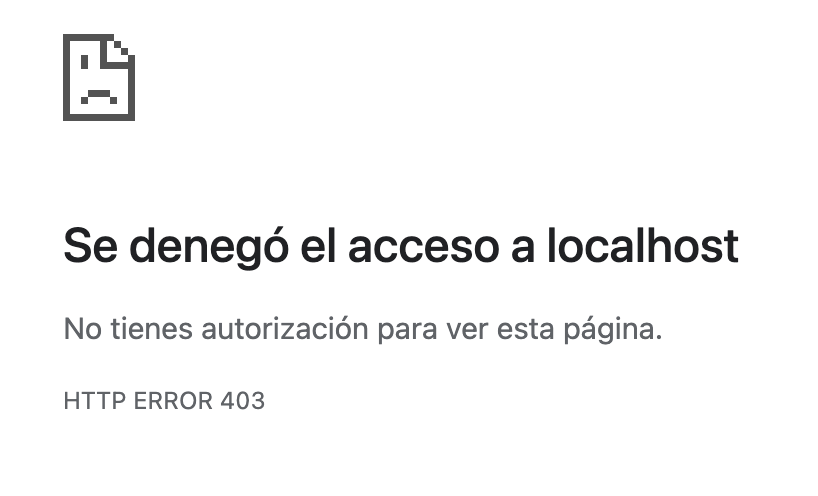 Se denegó el acceso a localhost
No tienes autorización para ver esta página.
HTTP ERROR 403